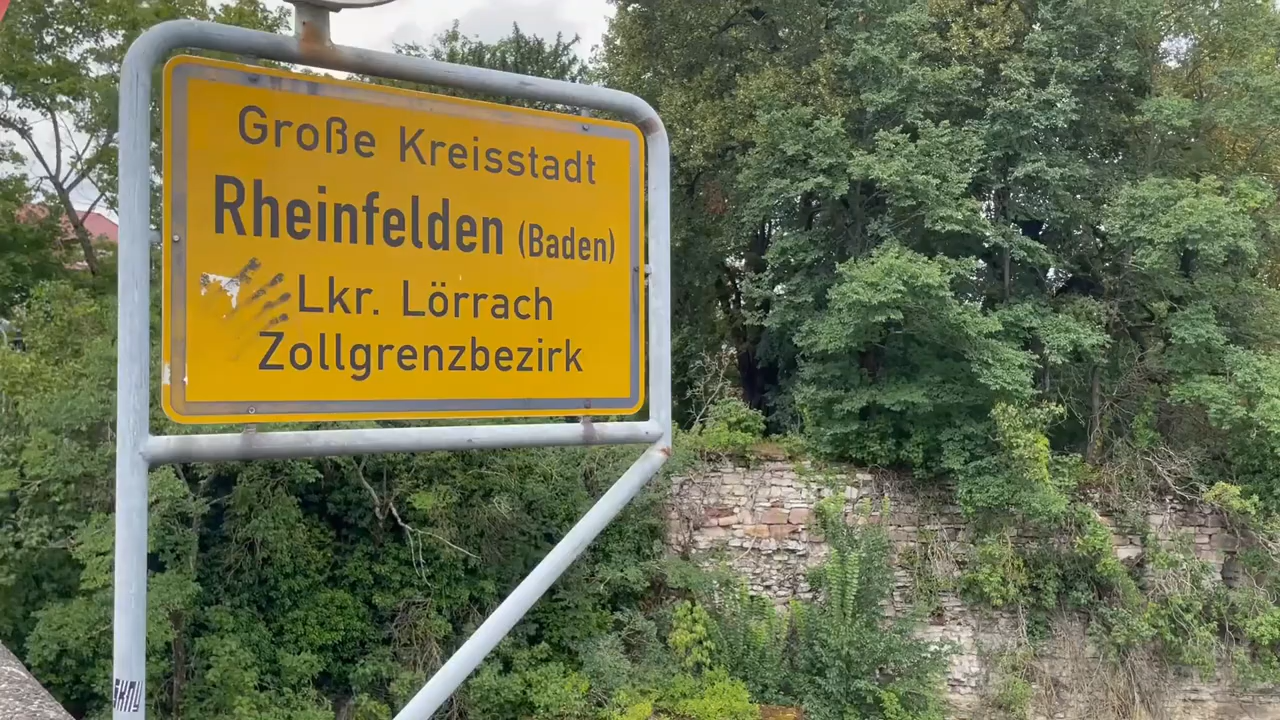 Große Kreisstadt
Rheinfelden (Baden)
Lkr. Lörrach
Zollgrenzbezirk